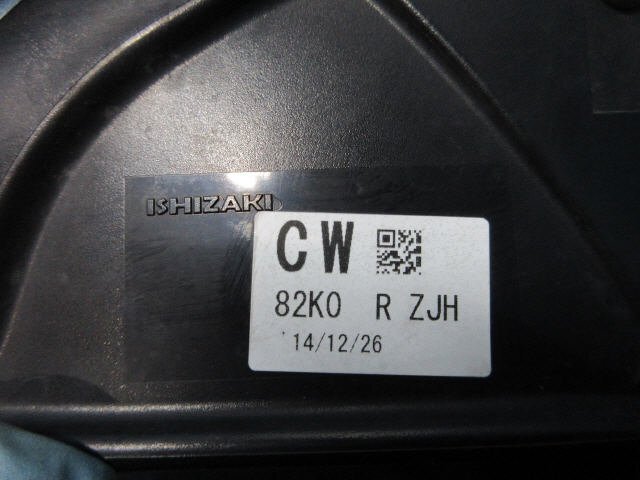 ISHIZAKI
CW
82K0 R ZJH
'14/12/26